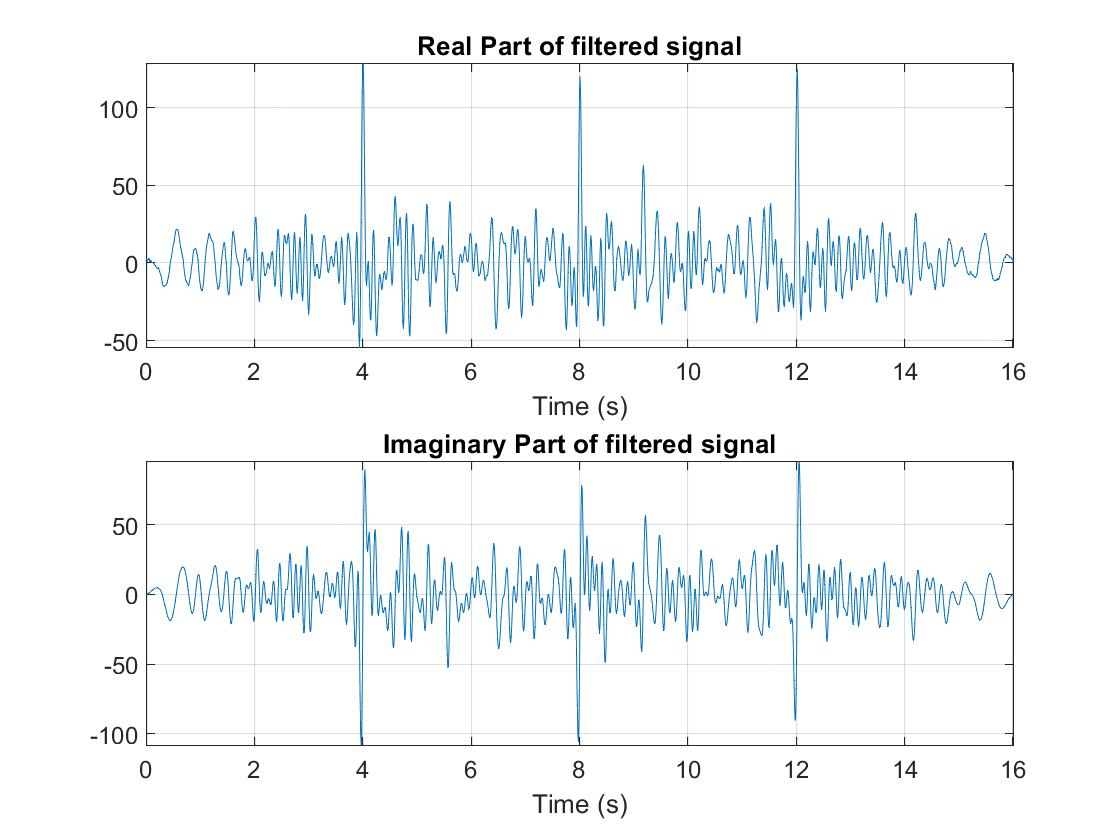 Real Part of filtered signal
100
50
0
-50
0 2 4 6 8 10 12 14 16
Time (s)
Imaginary Part of filtered signal
50
0
-50
-100
0 2 4 6 8 10 12 14 16
Time (s)